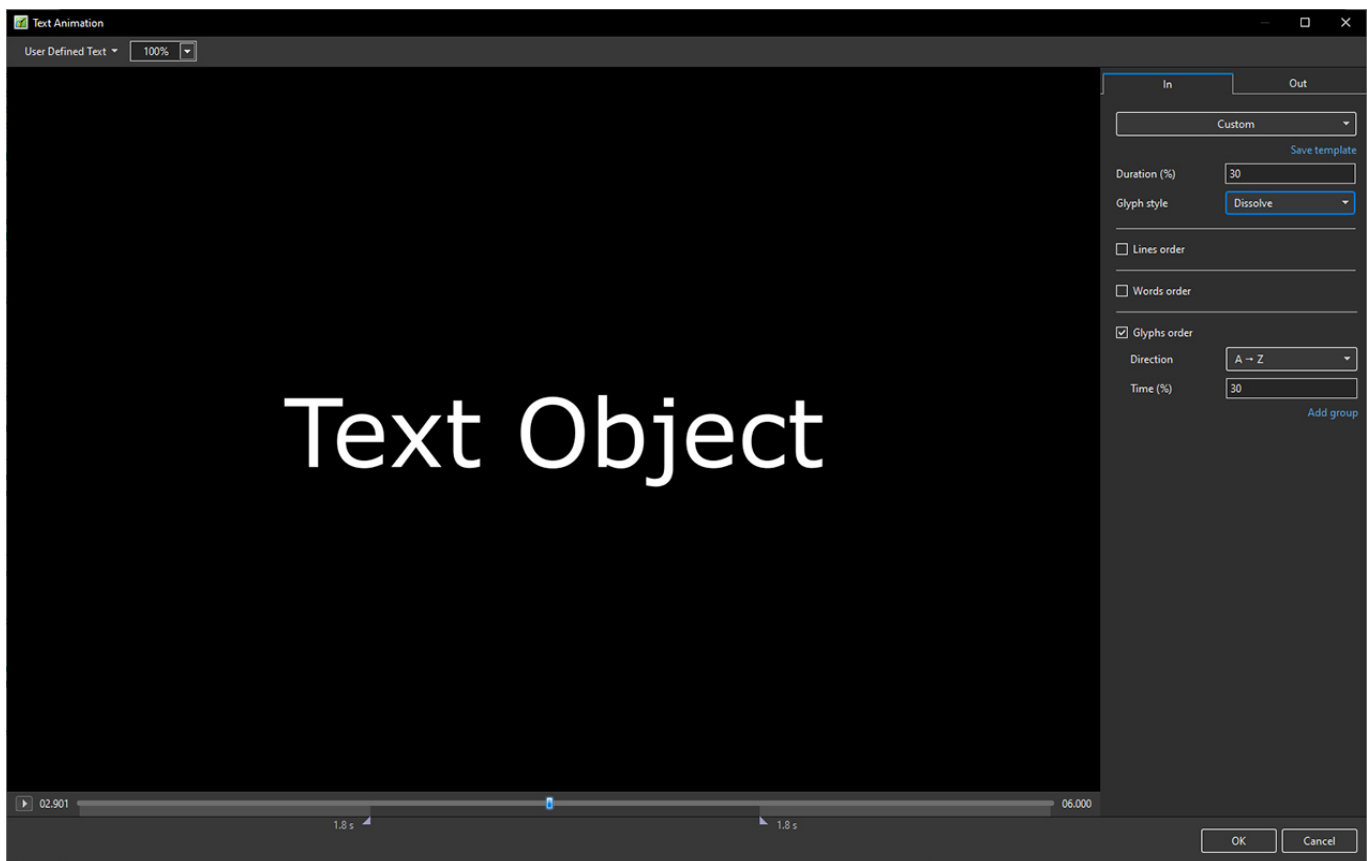 Text Animation
User Defined Text 100%
In Out
Custom
Save template
Duration (%) 30
Glyph style Dissolve
Lines order
Words order
Glyphs order
Direction A → Z
Time (%) 30
Add group
Text Object
02.901 06.000
1.8 s 1.8 s
OK Cancel